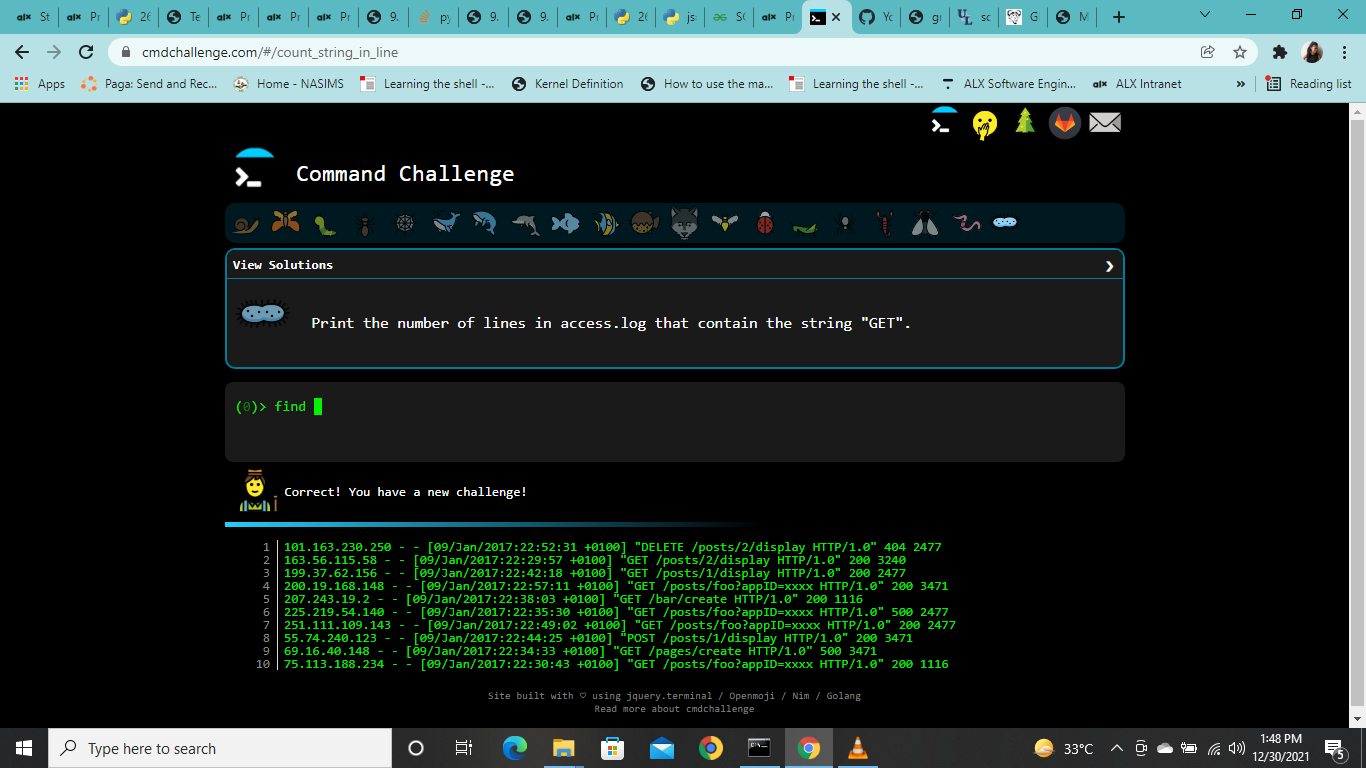 St
Pr
26
Te
Pr
Pr
Pr
9.
py
9.
9.
Pr
26
js
SC
Pr
Yo
gr
sc
G
M
cmdchallenge.com/#/count_string_in_line
Apps
Paga: Send and Rec...
Home - NASIMS
Learning the shell -...
Kernel Definition
How to use the ma...
Learning the shell -...
ALX Software Engin...
ALX Intranet
»
Reading list
Command Challenge
View Solutions
Print the number of lines in access.log that contain the string "GET".
(0)> find
Correct! You have a new challenge!
1 101.163.230.250 - - [09/Jan/2017:22:52:31 +0100] "DELETE /posts/2/display HTTP/1.0" 404 2477
2 163.56.115.58 - - [09/Jan/2017:22:29:57 +0100] "GET /posts/2/display HTTP/1.0" 200 3240
3 199.37.62.156 - - [09/Jan/2017:22:42:18 +0100] "GET /posts/1/display HTTP/1.0" 200 2477
4 200.19.168.148 - - [09/Jan/2017:22:57:11 +0100] "GET /posts/foo?appID=xxxx HTTP/1.0" 200 3471
5 207.243.19.2 - - [09/Jan/2017:22:38:03 +0100] "GET /bar/create HTTP/1.0" 200 1116
6 225.219.54.140 - - [09/Jan/2017:22:35:30 +0100] "GET /posts/foo?appID=xxxx HTTP/1.0" 500 2477
7 251.111.109.143 - - [09/Jan/2017:22:49:02 +0100] "GET /posts/foo?appID=xxxx HTTP/1.0" 200 2477
8 55.74.240.123 - - [09/Jan/2017:22:44:25 +0100] "POST /posts/1/display HTTP/1.0" 200 3471
9 69.16.40.148 - - [09/Jan/2017:22:34:33 +0100] "GET /pages/create HTTP/1.0" 500 3471
10 75.113.188.234 - - [09/Jan/2017:22:30:43 +0100] "GET /posts/foo?appID=xxxx HTTP/1.0" 200 1116
Site built with ♡ using jquery.terminal / Openmoji / Nim / Golang
Read more about cmdchallenge
Type here to search
33°C
1:48 PM
12/30/2021
5